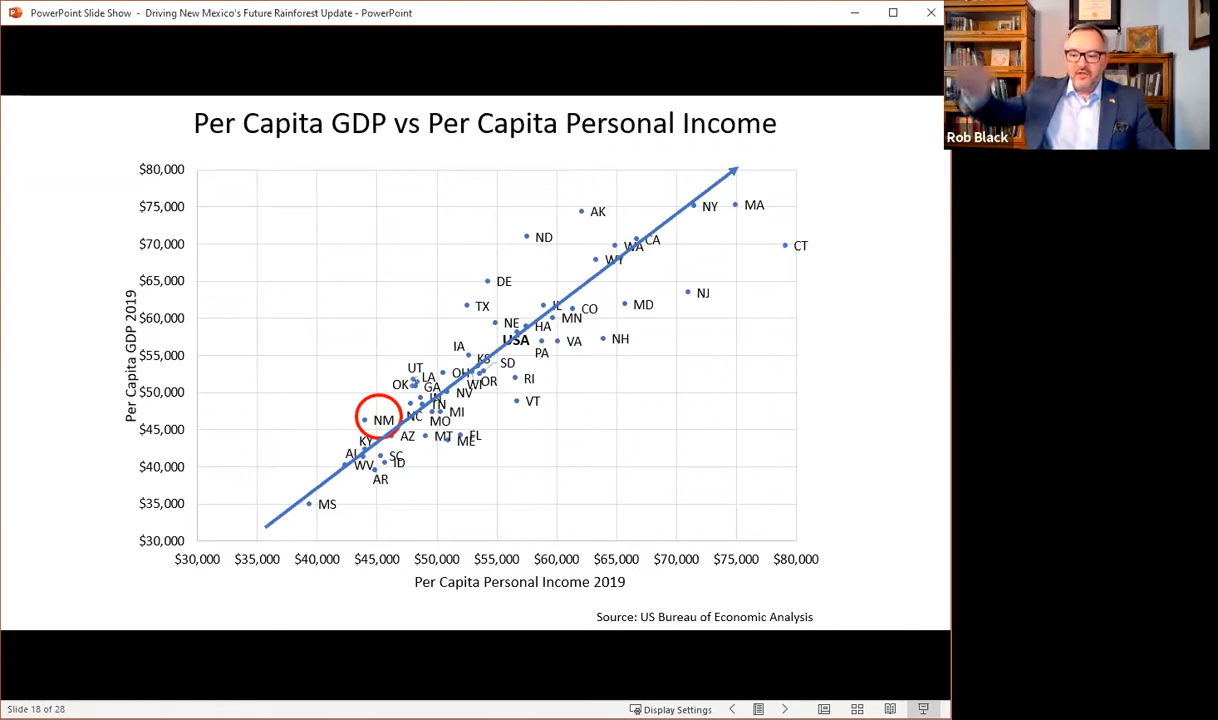 PowerPoint Slide Show - Driving New Mexico's Future Rainforest Update - PowerPoint
Rob Black
Per Capita GDP vs Per Capita Personal Income
Per Capita GDP 2019
$80,000
$75,000
$70,000
$65,000
$60,000
$55,000
$50,000
$45,000
$40,000
$35,000
$30,000
AK
NY
MA
ND
WA
CA
CT
WY
DE
NJ
TX
IL
CO
MD
NE
HA
MN
USA
VA
NH
IA
PA
KS
SD
UT
LA
OH
WI
OR
RI
OK
GA
NV
VT
IN
TN
NM
NC
MO
MI
KY
AZ
MT
ME
FL
AL
WV
SC
ID
AR
MS
$30,000 $35,000 $40,000 $45,000 $50,000 $55,000 $60,000 $65,000 $70,000 $75,000 $80,000
Per Capita Personal Income 2019
Source: US Bureau of Economic Analysis
Slide 18 of 28
Display Settings